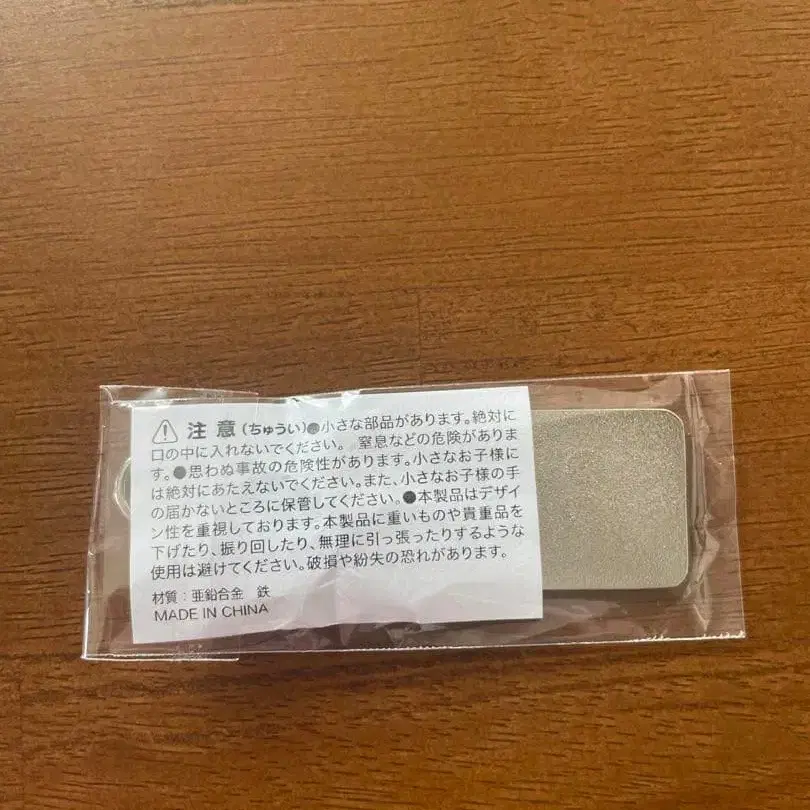 注 意 (ちゅうい)●小さな部品があります。絶対に
口の中に入れないでください。 窒息などの危険がありま
す。●思わぬ事故の危険性があります。小さなお子様に
は絶対にあたえないでください。また、小さなお子様の手
の届かないところに保管してください。●本製品はデザイ
ン性を重視しております。本製品に重いものや貴重品を
下げたり、振り回したり、無理に引っ張ったりするような
使用は避けてください。破損や紛失の恐れがあります。
材質：亜鉛合金 鉄
MADE IN CHINA